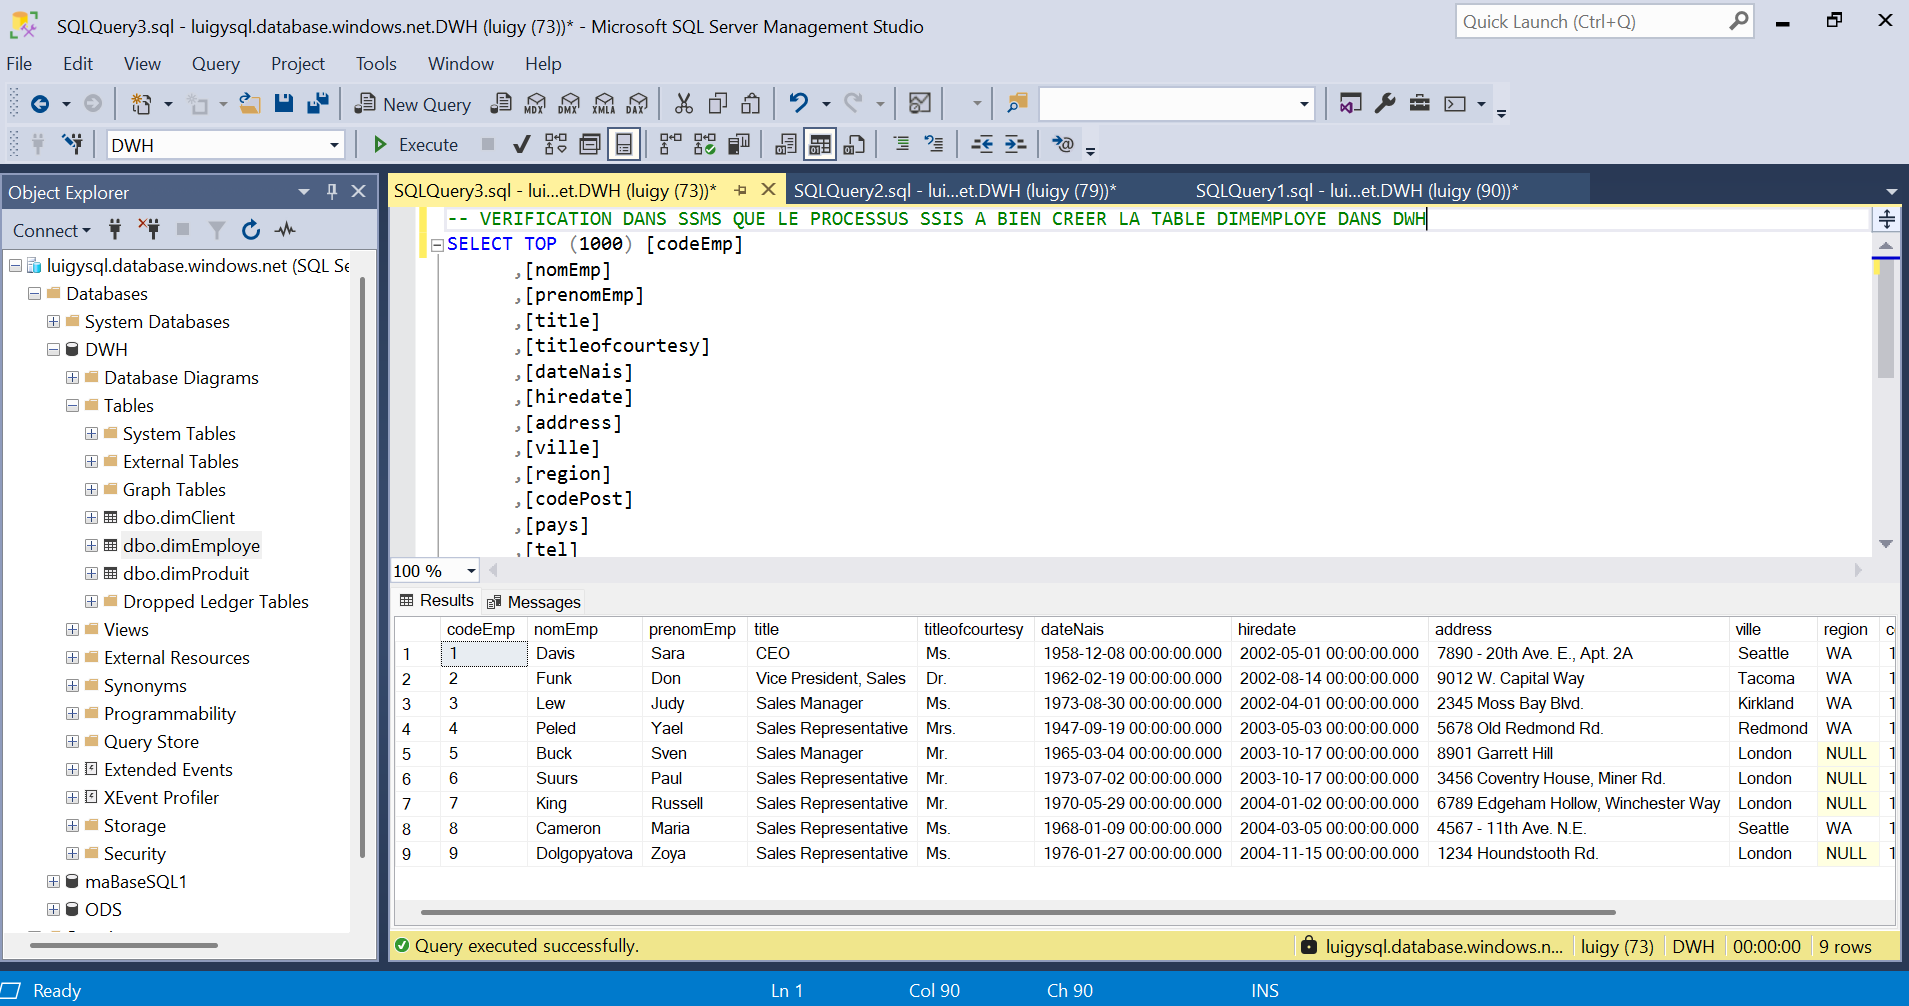 SQLQuery3.sql - luigysql.database.windows.net.DWH (luigy (73))* - Microsoft SQL Server Management Studio
Quick Launch (Ctrl+Q)
File Edit View Query Project Tools Window Help
New Query MDX DMX XMLA DAX
DWH Execute
Object Explorer
Connect
luigysql.database.windows.net (SQL Se
Databases
System Databases
DWH
Database Diagrams
Tables
System Tables
External Tables
Graph Tables
dbo.dimClient
dbo.dimEmploye
dbo.dimProduit
Dropped Ledger Tables
Views
External Resources
Synonyms
Programmability
Query Store
Extended Events
XEvent Profiler
Storage
Security
maBaseSQL1
ODS
SQLQuery3.sql - lui...et.DWH (luigy (73))* SQLQuery2.sql - lui...et.DWH (luigy (79))* SQLQuery1.sql - lui...et.DWH (luigy (90))*
-- VERIFICATION DANS SSMS QUE LE PROCESSUS SSIS A BIEN CREER LA TABLE DIMEMPLOYE DANS DWH
SELECT TOP (1000) [codeEmp]
,[nomEmp]
,[prenomEmp]
,[title]
,[titleofcourtesy]
,[dateNais]
,[hiredate]
,[address]
,[ville]
,[region]
,[codePost]
,[pays]
,[tel]
100 %
Results Messages
codeEmp nomEmp prenomEmp title titleofcourtesy dateNais hiredate address ville region
1 1 Davis Sara CEO Ms. 1958-12-08 00:00:00.000 2002-05-01 00:00:00.000 7890 - 20th Ave. E., Apt. 2A Seattle WA
2 2 Funk Don Vice President, Sales Dr. 1962-02-19 00:00:00.000 2002-08-14 00:00:00.000 9012 W. Capital Way Tacoma WA
3 3 Lew Judy Sales Manager Ms. 1973-08-30 00:00:00.000 2002-04-01 00:00:00.000 2345 Moss Bay Blvd. Kirkland WA
4 4 Peled Yael Sales Representative Mrs. 1947-09-19 00:00:00.000 2003-05-03 00:00:00.000 5678 Old Redmond Rd. Redmond WA
5 5 Buck Sven Sales Manager Mr. 1965-03-04 00:00:00.000 2003-10-17 00:00:00.000 8901 Garrett Hill London NULL
6 6 Suurs Paul Sales Representative Mr. 1973-07-02 00:00:00.000 2003-10-17 00:00:00.000 3456 Coventry House, Miner Rd. London NULL
7 7 King Russell Sales Representative Mr. 1970-05-29 00:00:00.000 2004-01-02 00:00:00.000 6789 Edgeham Hollow, Winchester Way London NULL
8 8 Cameron Maria Sales Representative Ms. 1968-01-09 00:00:00.000 2004-03-05 00:00:00.000 4567 - 11th Ave. N.E. Seattle WA
9 9 Dolgopyatova Zoya Sales Representative Ms. 1976-01-27 00:00:00.000 2004-11-15 00:00:00.000 1234 Houndstooth Rd. London NULL
Query executed successfully. luigysql.database.windows.n... luigy (73) DWH 00:00:00 9 rows
Ready Ln 1 Col 90 Ch 90 INS